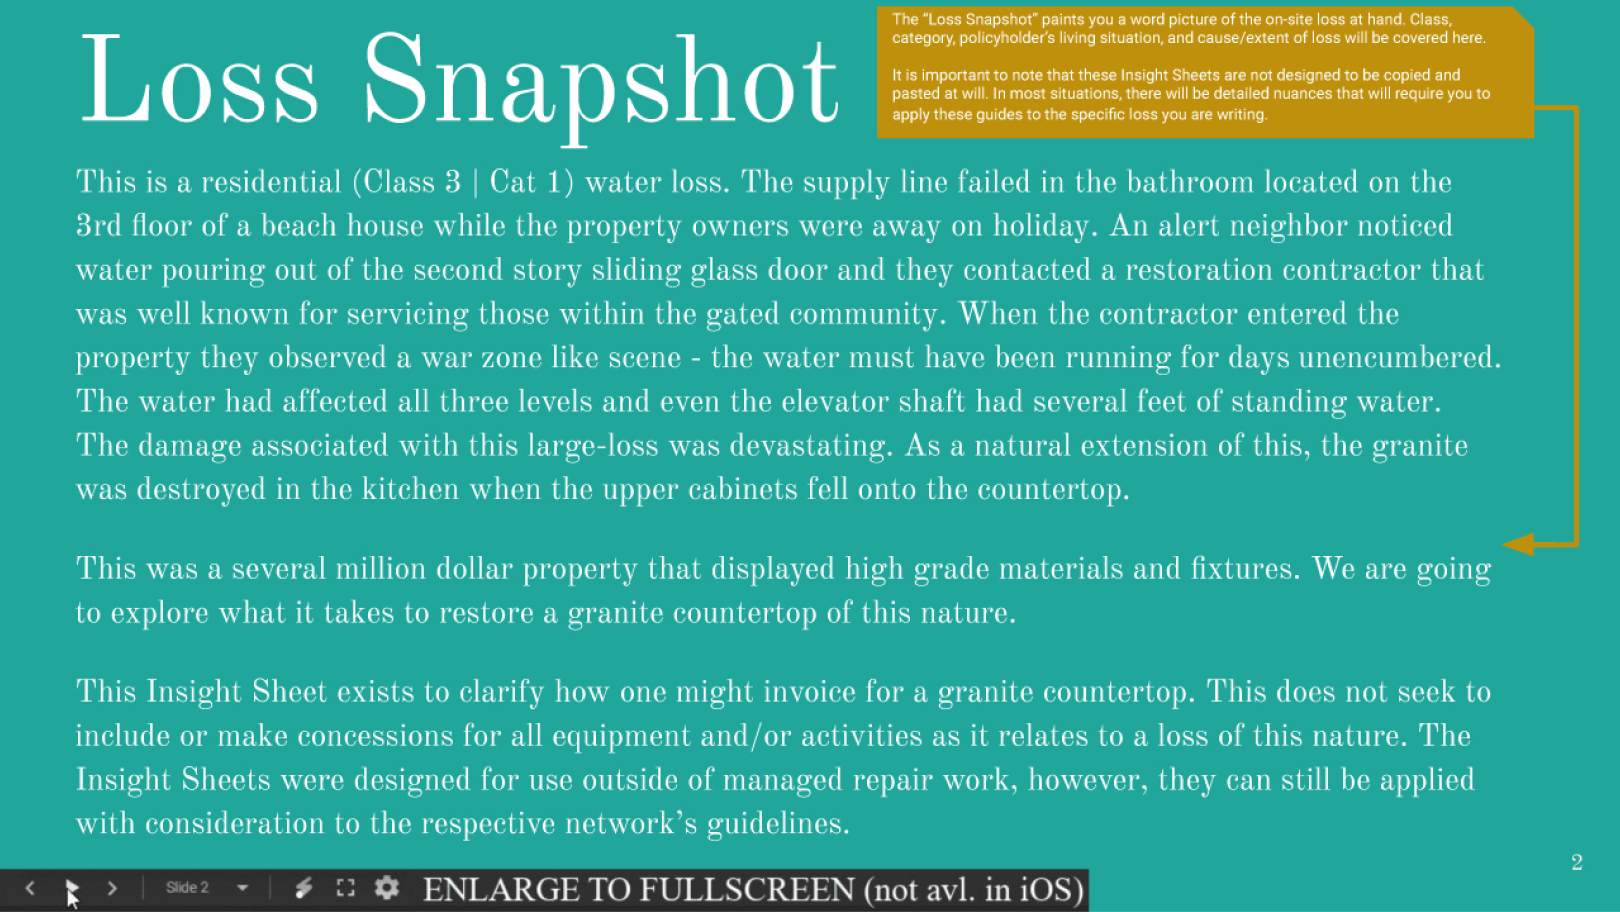 Loss Snapshot
The “Loss Snapshot” paints you a word picture of the on-site loss at hand. Class,
category, policyholder’s living situation, and cause/extent of loss will be covered here.
It is important to note that these Insight Sheets are not designed to be copied and
pasted at will. In most situations, there will be detailed nuances that will require you to
apply these guides to the specific loss you are writing.
This is a residential (Class 3 | Cat 1) water loss. The supply line failed in the bathroom located on the
3rd floor of a beach house while the property owners were away on holiday. An alert neighbor noticed
water pouring out of the second story sliding glass door and they contacted a restoration contractor that
was well known for servicing those within the gated community. When the contractor entered the
property they observed a war zone like scene - the water must have been running for days unencumbered.
The water had affected all three levels and even the elevator shaft had several feet of standing water.
The damage associated with this large-loss was devastating. As a natural extension of this, the granite
was destroyed in the kitchen when the upper cabinets fell onto the countertop.
This was a several million dollar property that displayed high grade materials and fixtures. We are going
to explore what it takes to restore a granite countertop of this nature.
This Insight Sheet exists to clarify how one might invoice for a granite countertop. This does not seek to
include or make concessions for all equipment and/or activities as it relates to a loss of this nature. The
Insight Sheets were designed for use outside of managed repair work, however, they can still be applied
with consideration to the respective network’s guidelines.
2
Slide 2
ENLARGE TO FULLSCREEN (not avl. in iOS)